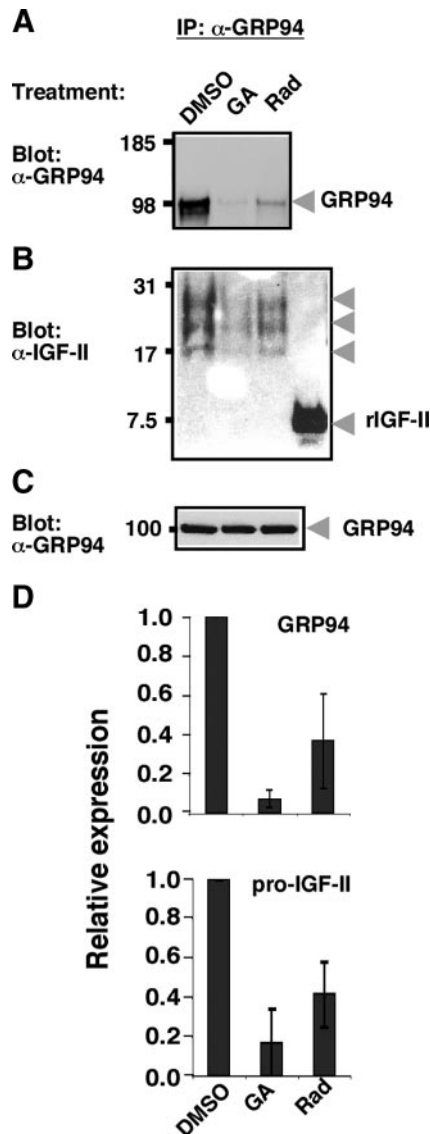 A
IP: α-GRP94
Treatment: DMSO GA Rad
Blot:
α-GRP94
185
98
GRP94
B
Blot:
α-IGF-II
31
17
7.5
rIGF-II
C
Blot:
α-GRP94
100
GRP94
D
Relative expression
GRP94
1.0
0.8
0.6
0.4
0.2
0.0
pro-IGF-II
1.0
0.8
0.6
0.4
0.2
0.0
DMSO GA Rad